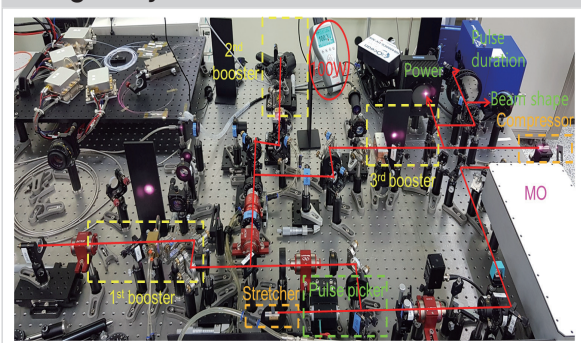 2nd
booster
100W
Power
Pulse
duration
Beam shape
Compressor
3rd booster
MO
1st booster
Stretcher
Pulse picker